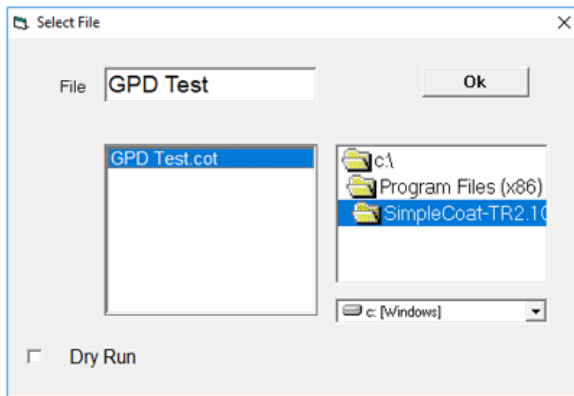 Select File
File
GPD Test
Ok
GPD Test.cot
c:\
Program Files (x86)
SimpleCoat-TR2.10
c: [Windows]
Dry Run